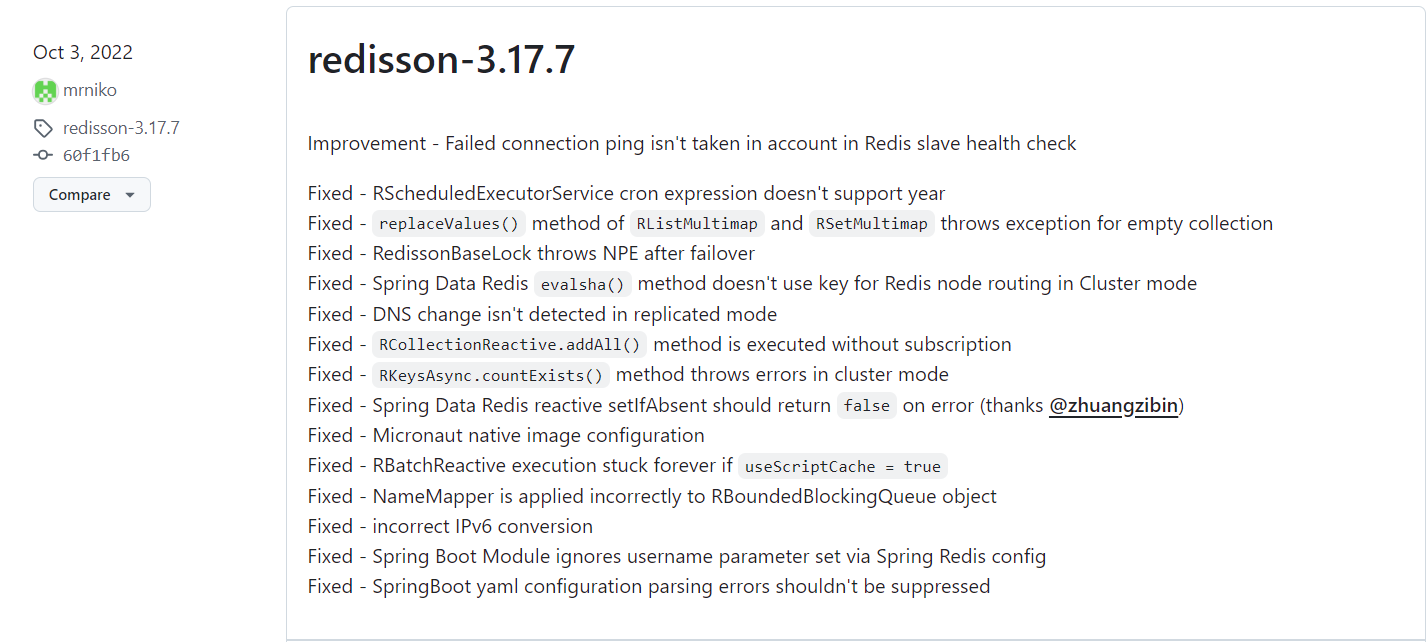 Oct 3, 2022
mrniko
redisson-3.17.7
60f1fb6
Compare
redisson-3.17.7
Improvement - Failed connection ping isn't taken in account in Redis slave health check
Fixed - RScheduledExecutorService cron expression doesn't support year
Fixed - replaceValues() method of RListMultimap and RSetMultimap throws exception for empty collection
Fixed - RedissonBaseLock throws NPE after failover
Fixed - Spring Data Redis evalsha() method doesn't use key for Redis node routing in Cluster mode
Fixed - DNS change isn't detected in replicated mode
Fixed - RCollectionReactive.addAll() method is executed without subscription
Fixed - RKeysAsync.countExists() method throws errors in cluster mode
Fixed - Spring Data Redis reactive setIfAbsent should return false on error (thanks @zhuangzibin)
Fixed - Micronaut native image configuration
Fixed - RBatchReactive execution stuck forever if useScriptCache = true
Fixed - NameMapper is applied incorrectly to RBoundedBlockingQueue object
Fixed - incorrect IPv6 conversion
Fixed - Spring Boot Module ignores username parameter set via Spring Redis config
Fixed - SpringBoot yaml configuration parsing errors shouldn't be suppressed